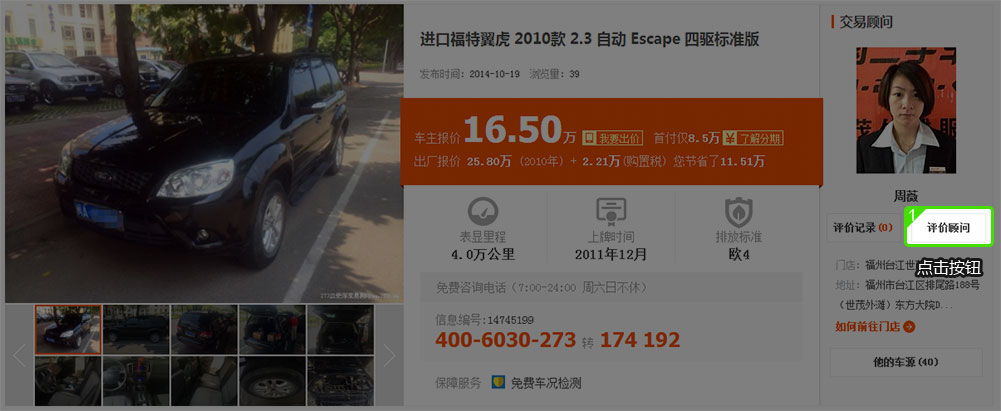 进口福特翼虎 2010款 2.3 自动 Escape 四驱标准版
发布时间：2014-10-19 浏览量：39
车主报价 16.50 万 我要出价 首付仅8.5万 ¥ 了解分期
出厂报价 25.80万 (2010年) + 2.21万(购置税) 您节省了11.51万
表显里程
4.0万公里
上牌时间
2011年12月
排放标准
欧4
免费咨询电话 (7:00-24:00 周六日不休)
信息编号:14745199
400-6030-273 转 174 192
保障服务 免费车况检测
交易顾问
周薇
评价记录(0)
1
评价顾问
点击按钮
门店：福州台江世
地址：福州市台江区排尾路188号
(世茂外滩) 东方大院D...
如何前往门店
他的车源(40)